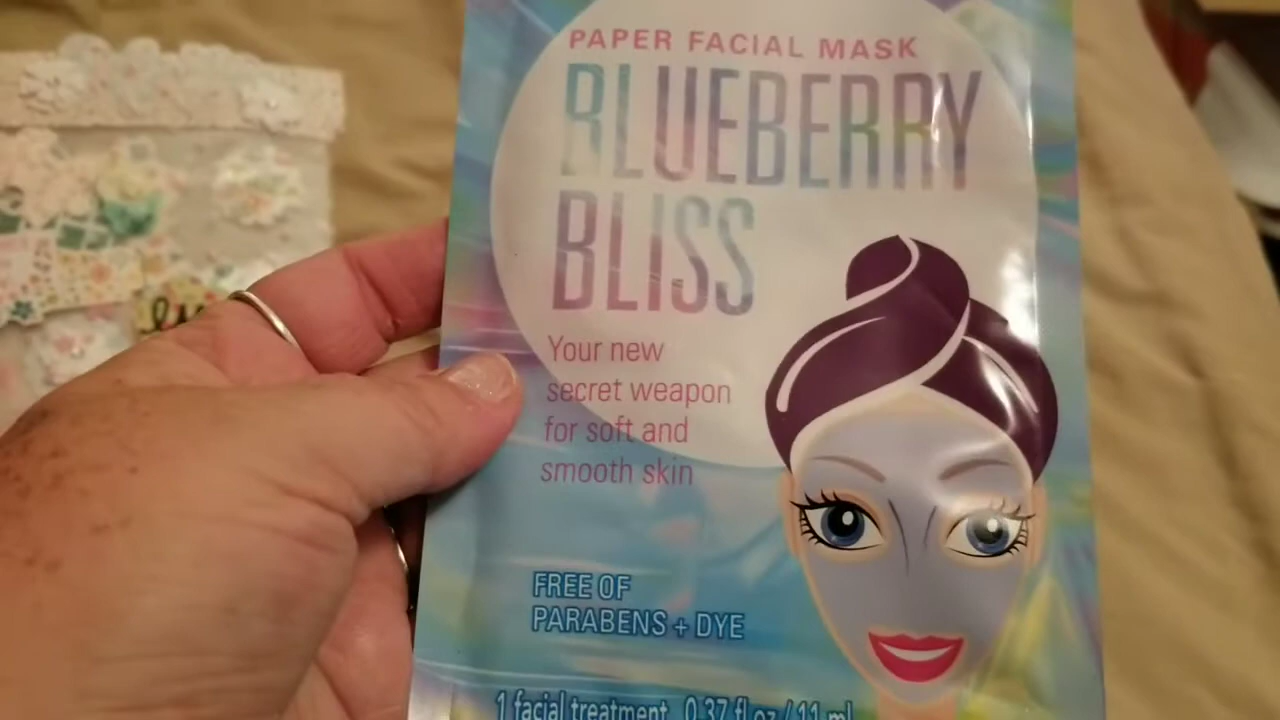 PAPER FACIAL MASK
BLUEBERRY
BLISS
Your new
secret weapon
for soft and
smooth skin
FREE OF
PARABENS + DYE
1 facial treatment 0.37 fl oz / 11 ml